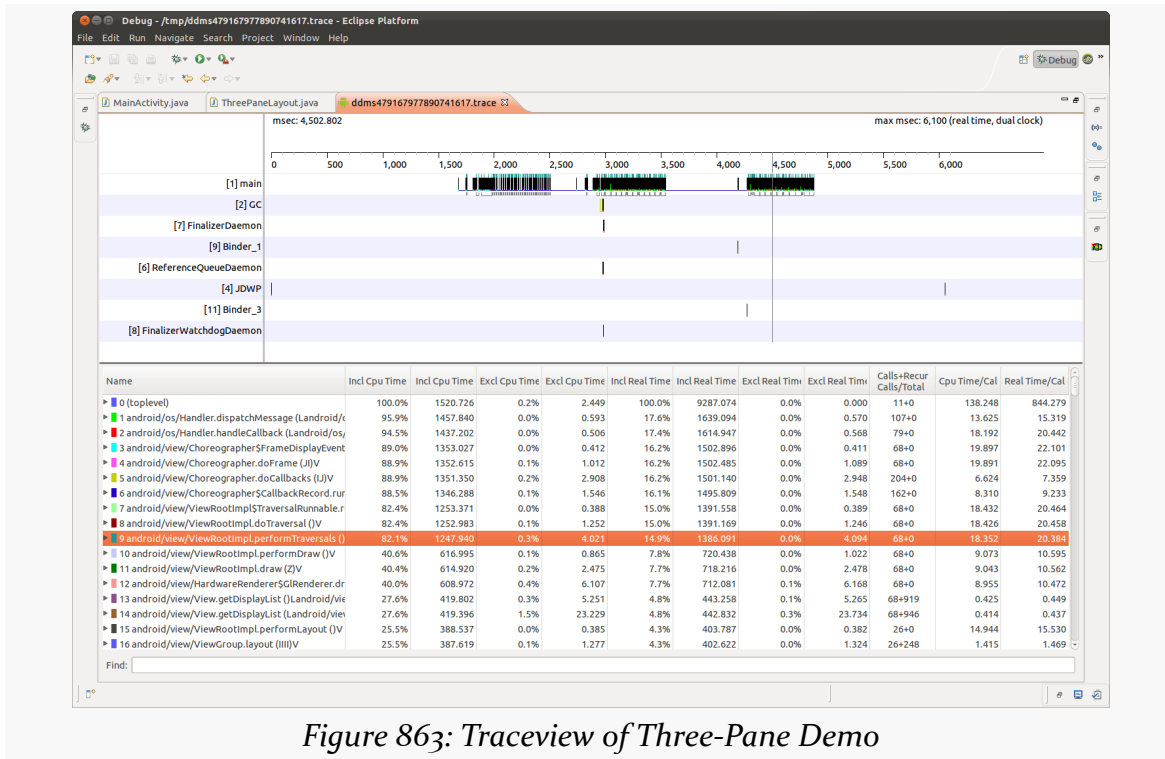 Debug - /tmp/ddms479167977890741617.trace - Eclipse Platform
File Edit Run Navigate Search Project Window Help
Debug »
MainActivity.java ThreePaneLayout.java ddms479167977890741617.trace
msec: 4,502.802 max msec: 6,100 (real time, dual clock)
0 500 1,000 1,500 2,000 2,500 3,000 3,500 4,000 4,500 5,000 5,500 6,000
[1] main
[2] GC
[7] FinalizerDaemon
[9] Binder_1
[6] ReferenceQueueDaemon
[4] JDWP
[11] Binder_3
[8] FinalizerWatchdogDaemon
Name Incl Cpu Time Incl Cpu Time Excl Cpu Time Excl Cpu Time Incl Real Time Incl Real Time Excl Real Time Excl Real Time Calls+Recur Calls/Total Cpu Time/Cal Real Time/Cal
0 (toplevel) 100.0% 1520.726 0.2% 2.449 100.0% 9287.074 0.0% 0.000 11+0 138.248 844.279
1 android/os/Handler.dispatchMessage (Landroid/o 95.9% 1457.840 0.0% 0.593 17.6% 1639.094 0.0% 0.570 107+0 13.625 15.319
2 android/os/Handler.handleCallback (Landroid/os/ 94.5% 1437.202 0.0% 0.506 17.4% 1614.947 0.0% 0.568 79+0 18.192 20.442
3 android/view/Choreographer$FrameDisplayEvent 89.0% 1353.027 0.0% 0.412 16.2% 1502.896 0.0% 0.411 68+0 19.897 22.101
4 android/view/Choreographer.doFrame (JI)V 88.9% 1352.615 0.1% 1.012 16.2% 1502.485 0.0% 1.089 68+0 19.891 22.095
5 android/view/Choreographer.doCallbacks (IJ)V 88.9% 1351.350 0.2% 2.908 16.2% 1501.140 0.0% 2.948 204+0 6.624 7.359
6 android/view/Choreographer$CallbackRecord.rur 88.5% 1346.288 0.1% 1.546 16.1% 1495.809 0.0% 1.548 162+0 8.310 9.233
7 android/view/ViewRootImpl$TraversalRunnable.r 82.4% 1253.371 0.0% 0.388 15.0% 1391.558 0.0% 0.389 68+0 18.432 20.464
8 android/view/ViewRootImpl.doTraversal ()V 82.4% 1252.983 0.1% 1.252 15.0% 1391.169 0.0% 1.246 68+0 18.426 20.458
9 android/view/ViewRootImpl.performTraversals () 82.1% 1247.940 0.3% 4.021 14.9% 1386.091 0.0% 4.094 68+0 18.352 20.384
10 android/view/ViewRootImpl.performDraw ()V 40.6% 616.995 0.1% 0.865 7.8% 720.438 0.0% 1.022 68+0 9.073 10.595
11 android/view/ViewRootImpl.draw (Z)V 40.4% 614.920 0.2% 2.475 7.7% 718.216 0.0% 2.478 68+0 9.043 10.562
12 android/view/HardwareRenderer$GlRenderer.dr 40.0% 608.972 0.4% 6.107 7.7% 712.081 0.1% 6.168 68+0 8.955 10.472
13 android/view/View.getDisplayList ()Landroid/vie 27.6% 419.802 0.3% 5.251 4.8% 443.258 0.1% 5.265 68+919 0.425 0.449
14 android/view/View.getDisplayList (Landroid/viev 27.6% 419.396 1.5% 23.229 4.8% 442.832 0.3% 23.734 68+946 0.414 0.437
15 android/view/ViewRootImpl.performLayout ()V 25.5% 388.537 0.0% 0.385 4.3% 403.787 0.0% 0.382 26+0 14.944 15.530
16 android/view/ViewGroup.layout (IIII)V 25.5% 387.619 0.1% 1.277 4.3% 402.622 0.0% 1.324 26+248 1.415 1.469
Find:
Figure 863: Traceview of Three-Pane Demo